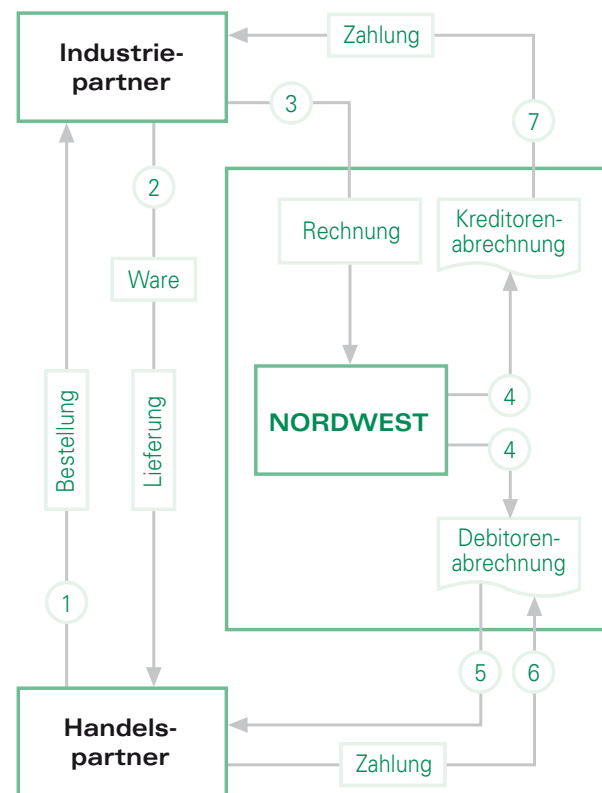 Industrie-
partner
Zahlung
3
7
2
Rechnung
Kreditoren-
abrechnung
Ware
Bestellung
Lieferung
NORDWEST
4
4
Debitoren-
abrechnung
1
5
6
Handels-
partner
Zahlung